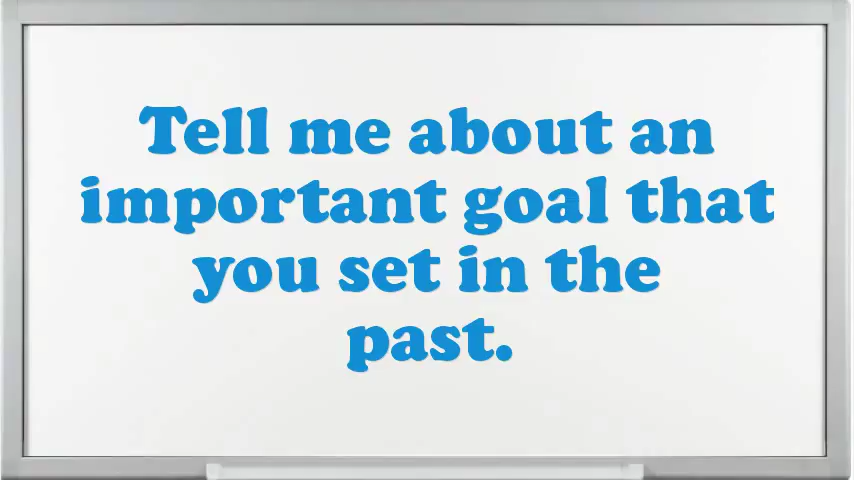 Tell me about an
important goal that
you set in the
past.